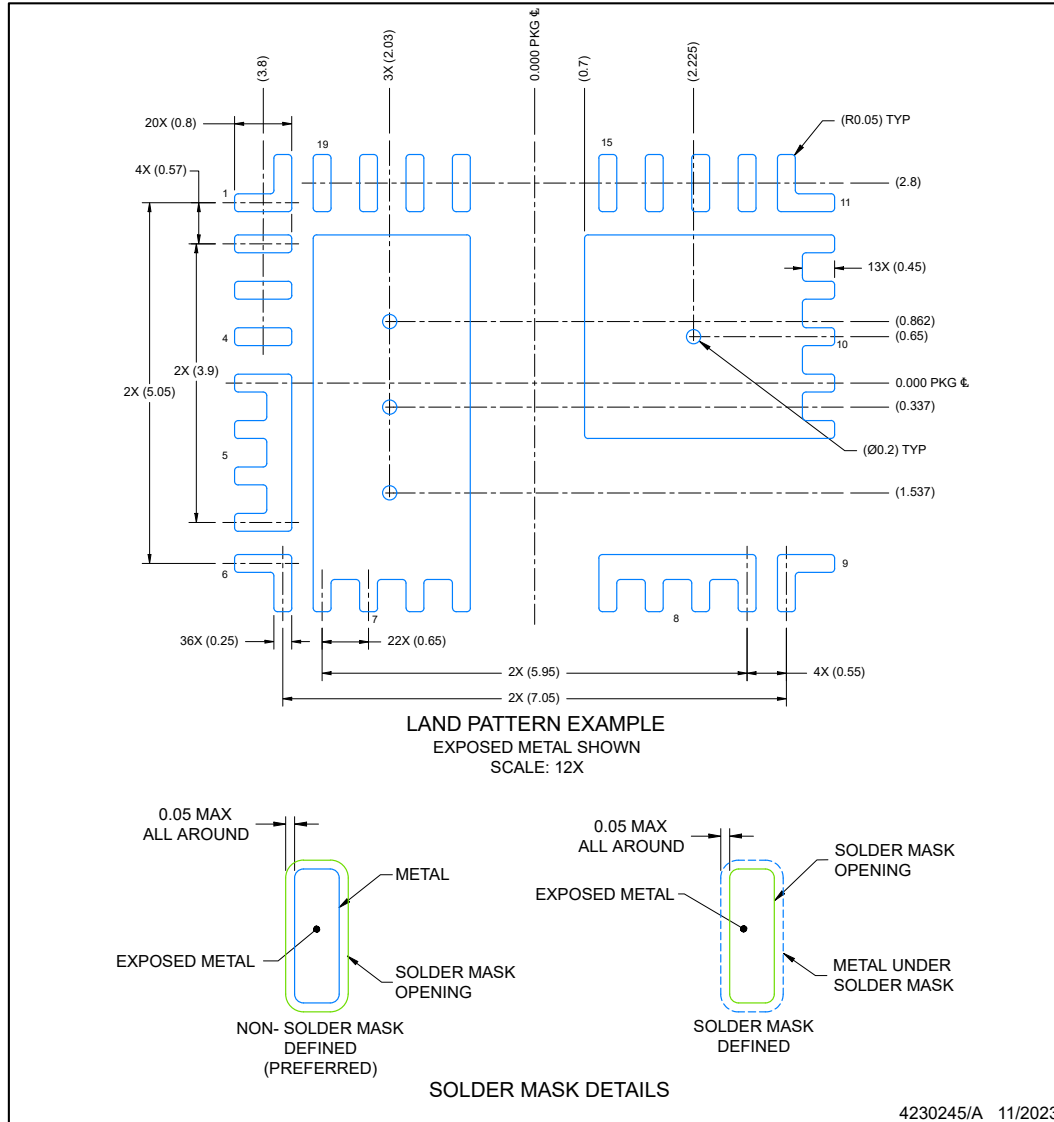 (3.8)
3X (2.03)
0.000 PKG ℄
(0.7)
(2.225)
20X (0.8)
19
15
(R0.05) TYP
4X (0.57)
1
(2.8)
11
13X (0.45)
(0.862)
(0.65)
4
10
2X (3.9)
2X (5.05)
0.000 PKG ℄
(0.337)
5
(Ø0.2) TYP
(1.537)
6
9
7
8
36X (0.25)
22X (0.65)
2X (5.95)
4X (0.55)
2X (7.05)
LAND PATTERN EXAMPLE
EXPOSED METAL SHOWN
SCALE: 12X
0.05 MAX
ALL AROUND
METAL
EXPOSED METAL
SOLDER MASK
OPENING
NON- SOLDER MASK
DEFINED
(PREFERRED)
0.05 MAX
ALL AROUND
SOLDER MASK
OPENING
EXPOSED METAL
METAL UNDER
SOLDER MASK
SOLDER MASK
DEFINED
SOLDER MASK DETAILS
4230245/A 11/2023